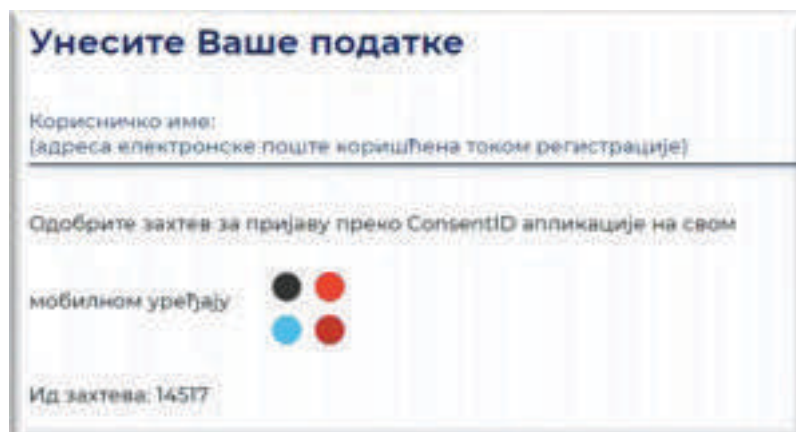 Унесите Ваше податке
Корисничко име:
(адреса електронске поште коришћена током регистрације)
Одобрите захтев за пријаву преко ConsentID апликације на свом
мобилном уређају
Ид захтева: 14517